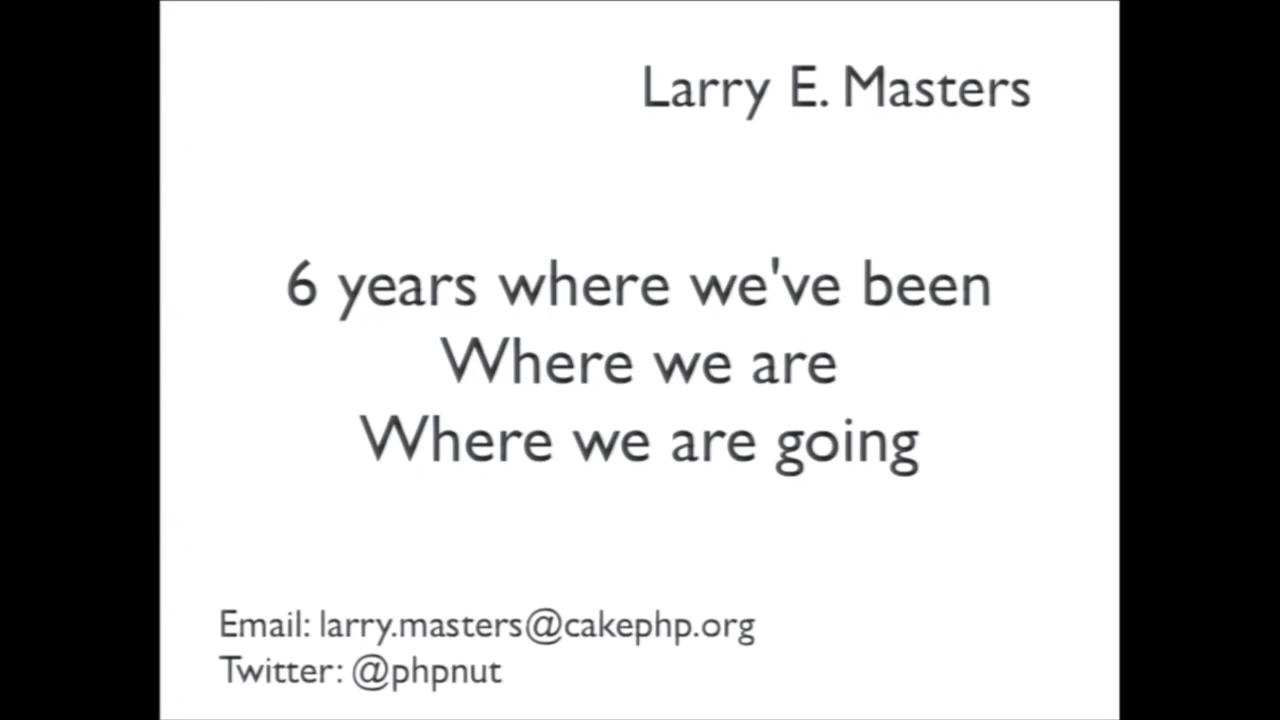 Larry E. Masters
6 years where we've been
Where we are
Where we are going
Email: larry.masters@cakephp.org
Twitter: @phpnut